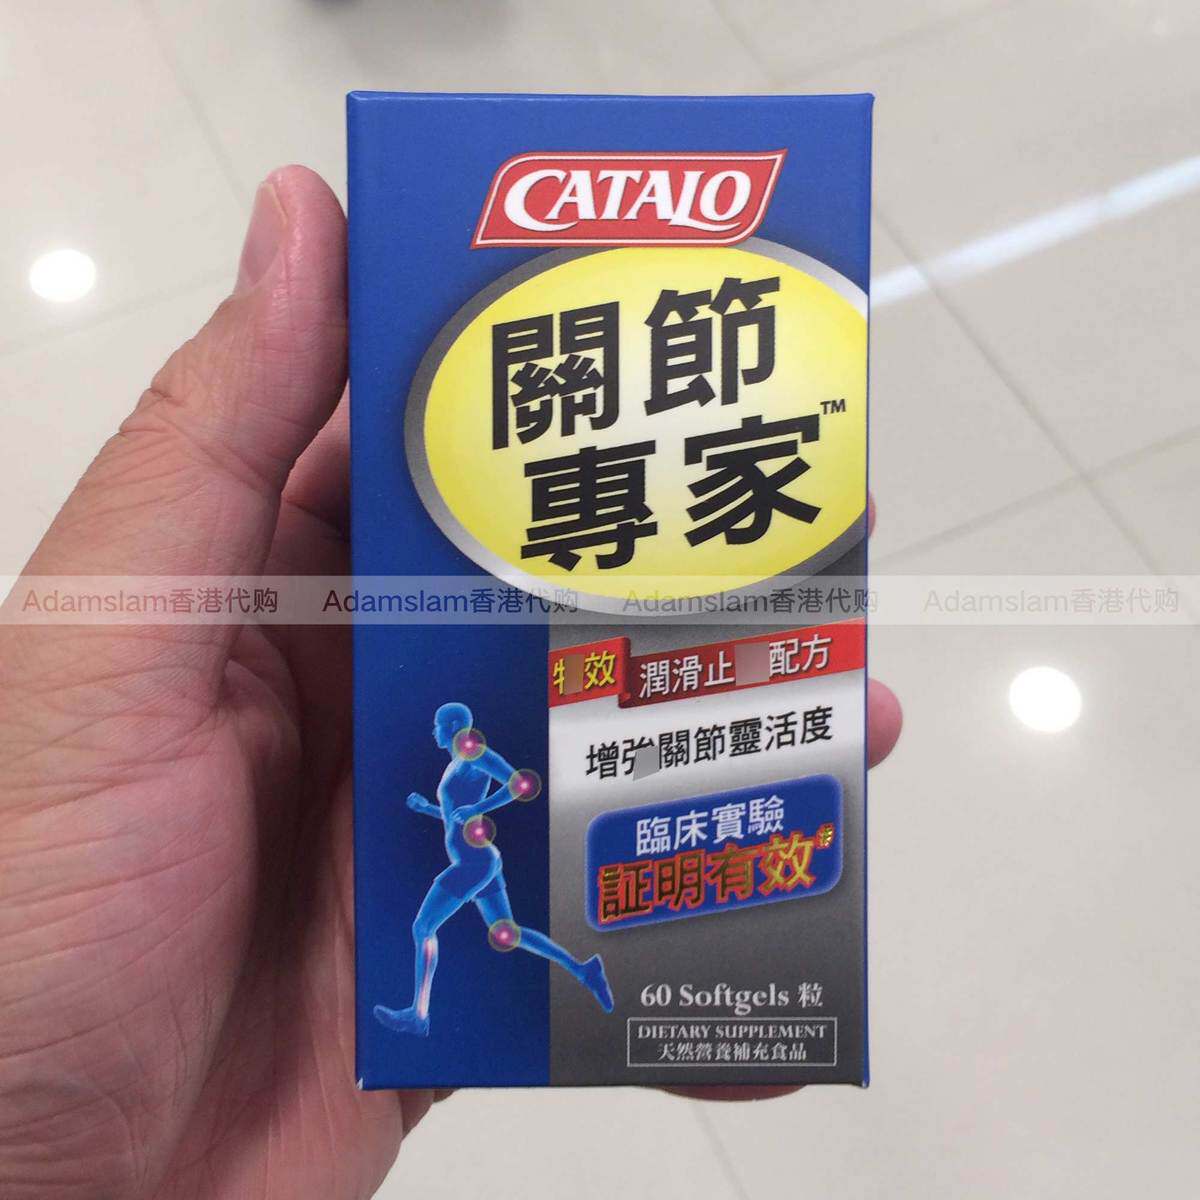 CATALO
關節
專家™
Adamslam香港代购 Adamslam香港代购 Adamslam香港代购 Adamslam香港代购
效 潤滑止 配方
增 關節靈活度
臨床實驗
証明有效
60 Softgels 粒
DIETARY SUPPLEMENT
天然營養補充食品